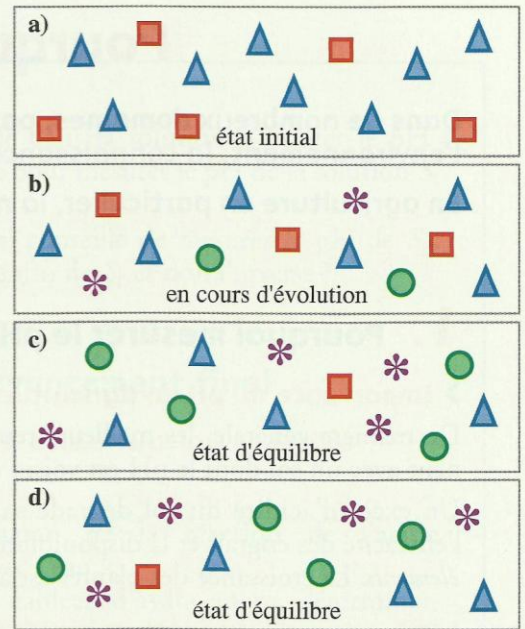 a)
état initial
b)
en cours d'évolution
c)
état d'équilibre
d)
état d'équilibre